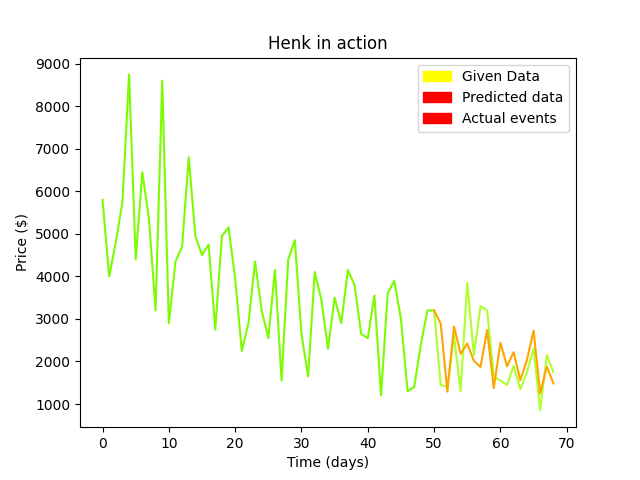 Henk in action
Given Data
Predicted data
Actual events
Price ($)
9000
8000
7000
6000
5000
4000
3000
2000
1000
0 10 20 30 40 50 60 70
Time (days)